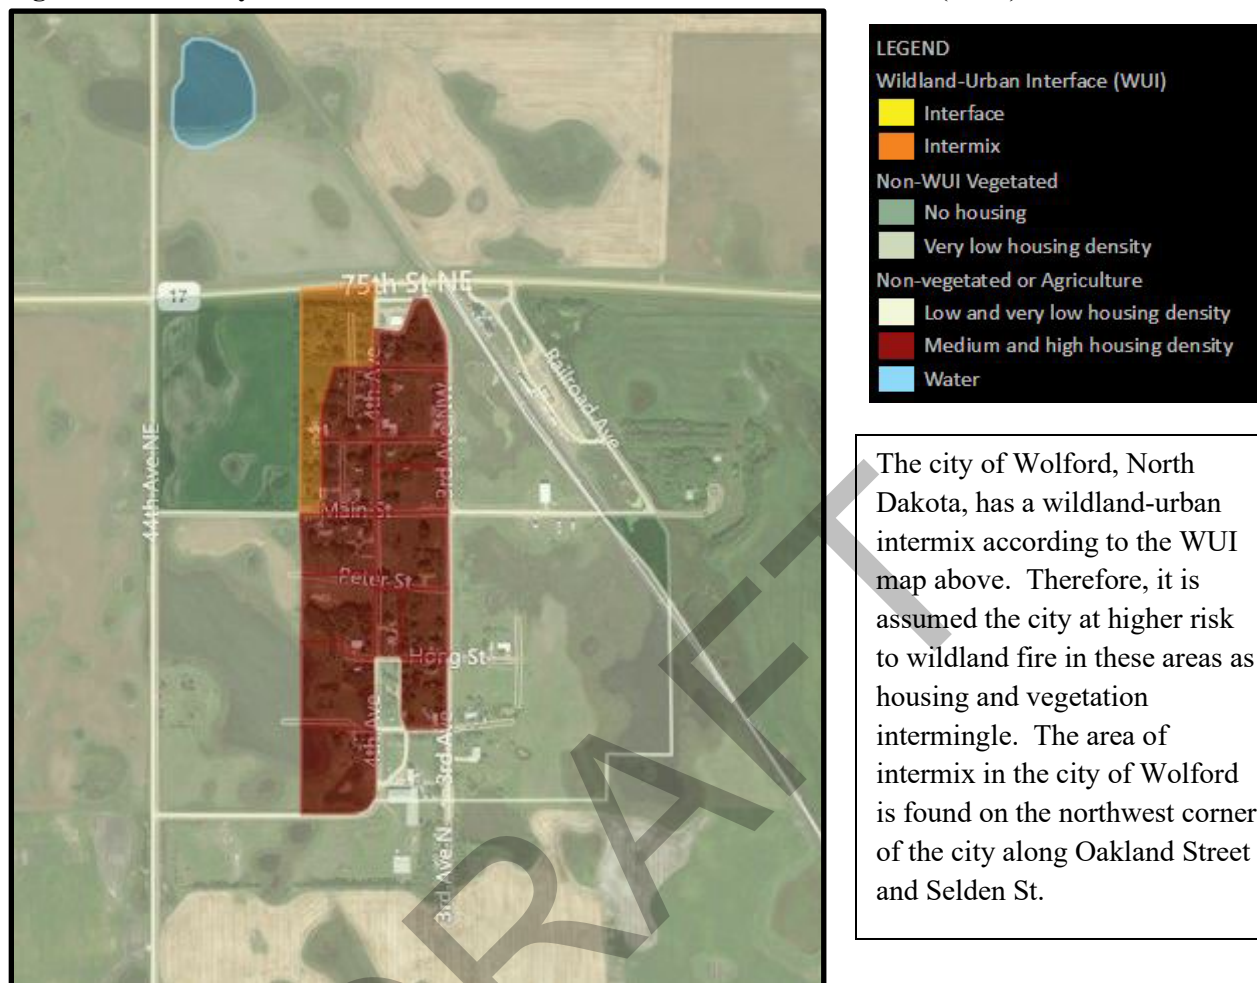 75th St NE
17
4th Ave
Railroad Ave
44th Ave NE
3rd Ave NW
Main St
Peter St
Hong St
4th Ave
3rd Ave
3rd Ave N
LEGEND
Wildland-Urban Interface (WUI)
Interface
Intermix
Non-WUI Vegetated
No housing
Very low housing density
Non-vegetated or Agriculture
Low and very low housing density
Medium and high housing density
Water
The city of Wolford, North
Dakota, has a wildland-urban
intermix according to the WUI
map above. Therefore, it is
assumed the city at higher risk
to wildland fire in these areas as
housing and vegetation
intermingle. The area of
intermix in the city of Wolford
is found on the northwest corner
of the city along Oakland Street
and Selden St.
DRAFT